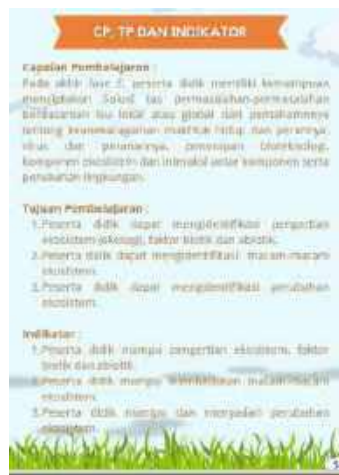 CP, TP DAN INDIKATOR
Capaian Pembelajaran :
Pada akhir fase E, peserta didik memiliki kemampuan
menciptakan solusi atas permasalahan-permasalahan
berdasarkan isu lokal atau global dari pemahamannya
tentang keanekaragaman makhluk hidup dan perannya,
virus dan peranannya, penerapan bioteknologi,
komponen ekosistem dan interaksi antar komponen serta
perubahan lingkungan.
Tujuan Pembelajaran :
1. Peserta didik dapat mengidentifikasi pengertian
ekosistem (ekologi), faktor biotik dan abiotik.
2. Peserta didik dapat mengidentifikasi macam-macam
ekosistem.
3. Peserta didik dapat mengidentifikasi perubahan
ekosistem.
Indikator :
1. Peserta didik mampu pengertian ekosistem, faktor
biotik dan abiotik.
2. Peserta didik mampu macam-macam
ekosistem.
3. Peserta didik mampu dan menyadari perubahan
ekosistem.